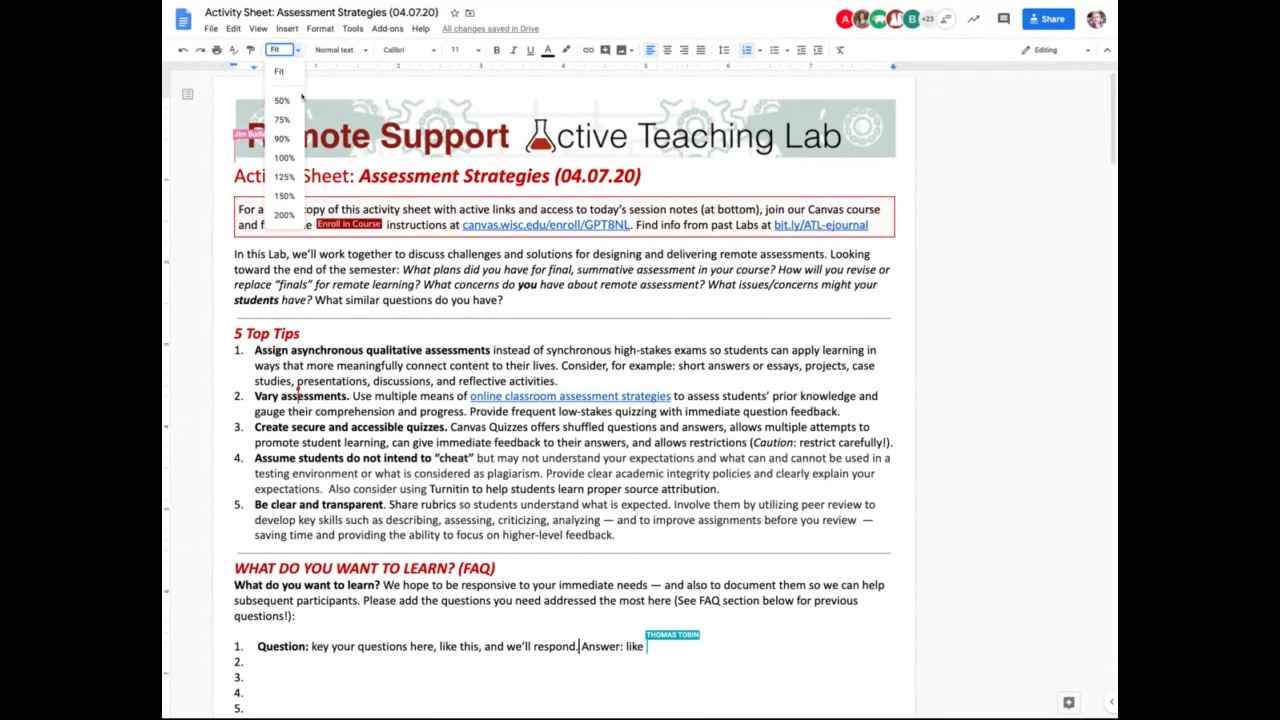 Activity Sheet: Assessment Strategies (04.07.20)
File Edit View Insert Format Tools Add-ons Help All changes saved in Drive
A B +23 Share
Fit Normal text Calibri 11 B I U A Editing
1 2 3 4 5 6 7
Fit
50%
75%
90%
100%
125%
150%
200%
Remote Support Active Teaching Lab
Activity Sheet: Assessment Strategies (04.07.20)
For a copy of this activity sheet with active links and access to today's session notes (at bottom), join our Canvas course
and Enroll in Course instructions at canvas.wisc.edu/enroll/GPT8NL. Find info from past Labs at bit.ly/ATL-ejournal
In this Lab, we'll work together to discuss challenges and solutions for designing and delivering remote assessments. Looking
toward the end of the semester: What plans did you have for final, summative assessment in your course? How will you revise or
replace "finals" for remote learning? What concerns do you have about remote assessment? What issues/concerns might your
students have? What similar questions do you have?
5 Top Tips
1. Assign asynchronous qualitative assessments instead of synchronous high-stakes exams so students can apply learning in
ways that more meaningfully connect content to their lives. Consider, for example: short answers or essays, projects, case
studies, presentations, discussions, and reflective activities.
2. Vary assessments. Use multiple means of online classroom assessment strategies to assess students' prior knowledge and
gauge their comprehension and progress. Provide frequent low-stakes quizzing with immediate question feedback.
3. Create secure and accessible quizzes. Canvas Quizzes offers shuffled questions and answers, allows multiple attempts to
promote student learning, can give immediate feedback to their answers, and allows restrictions (Caution: restrict carefully!).
4. Assume students do not intend to "cheat" but may not understand your expectations and what can and cannot be used in a
testing environment or what is considered as plagiarism. Provide clear academic integrity policies and clearly explain your
expectations. Also consider using Turnitin to help students learn proper source attribution.
5. Be clear and transparent. Share rubrics so students understand what is expected. Involve them by utilizing peer review to
develop key skills such as describing, assessing, criticizing, analyzing — and to improve assignments before you review —
saving time and providing the ability to focus on higher-level feedback.
WHAT DO YOU WANT TO LEARN? (FAQ)
What do you want to learn? We hope to be responsive to your immediate needs — and also to document them so we can help
subsequent participants. Please add the questions you need addressed the most here (See FAQ section below for previous
questions!):
THOMAS TOBIN
1. Question: key your questions here, like this, and we'll respond. Answer: like
2.
3.
4.
5.